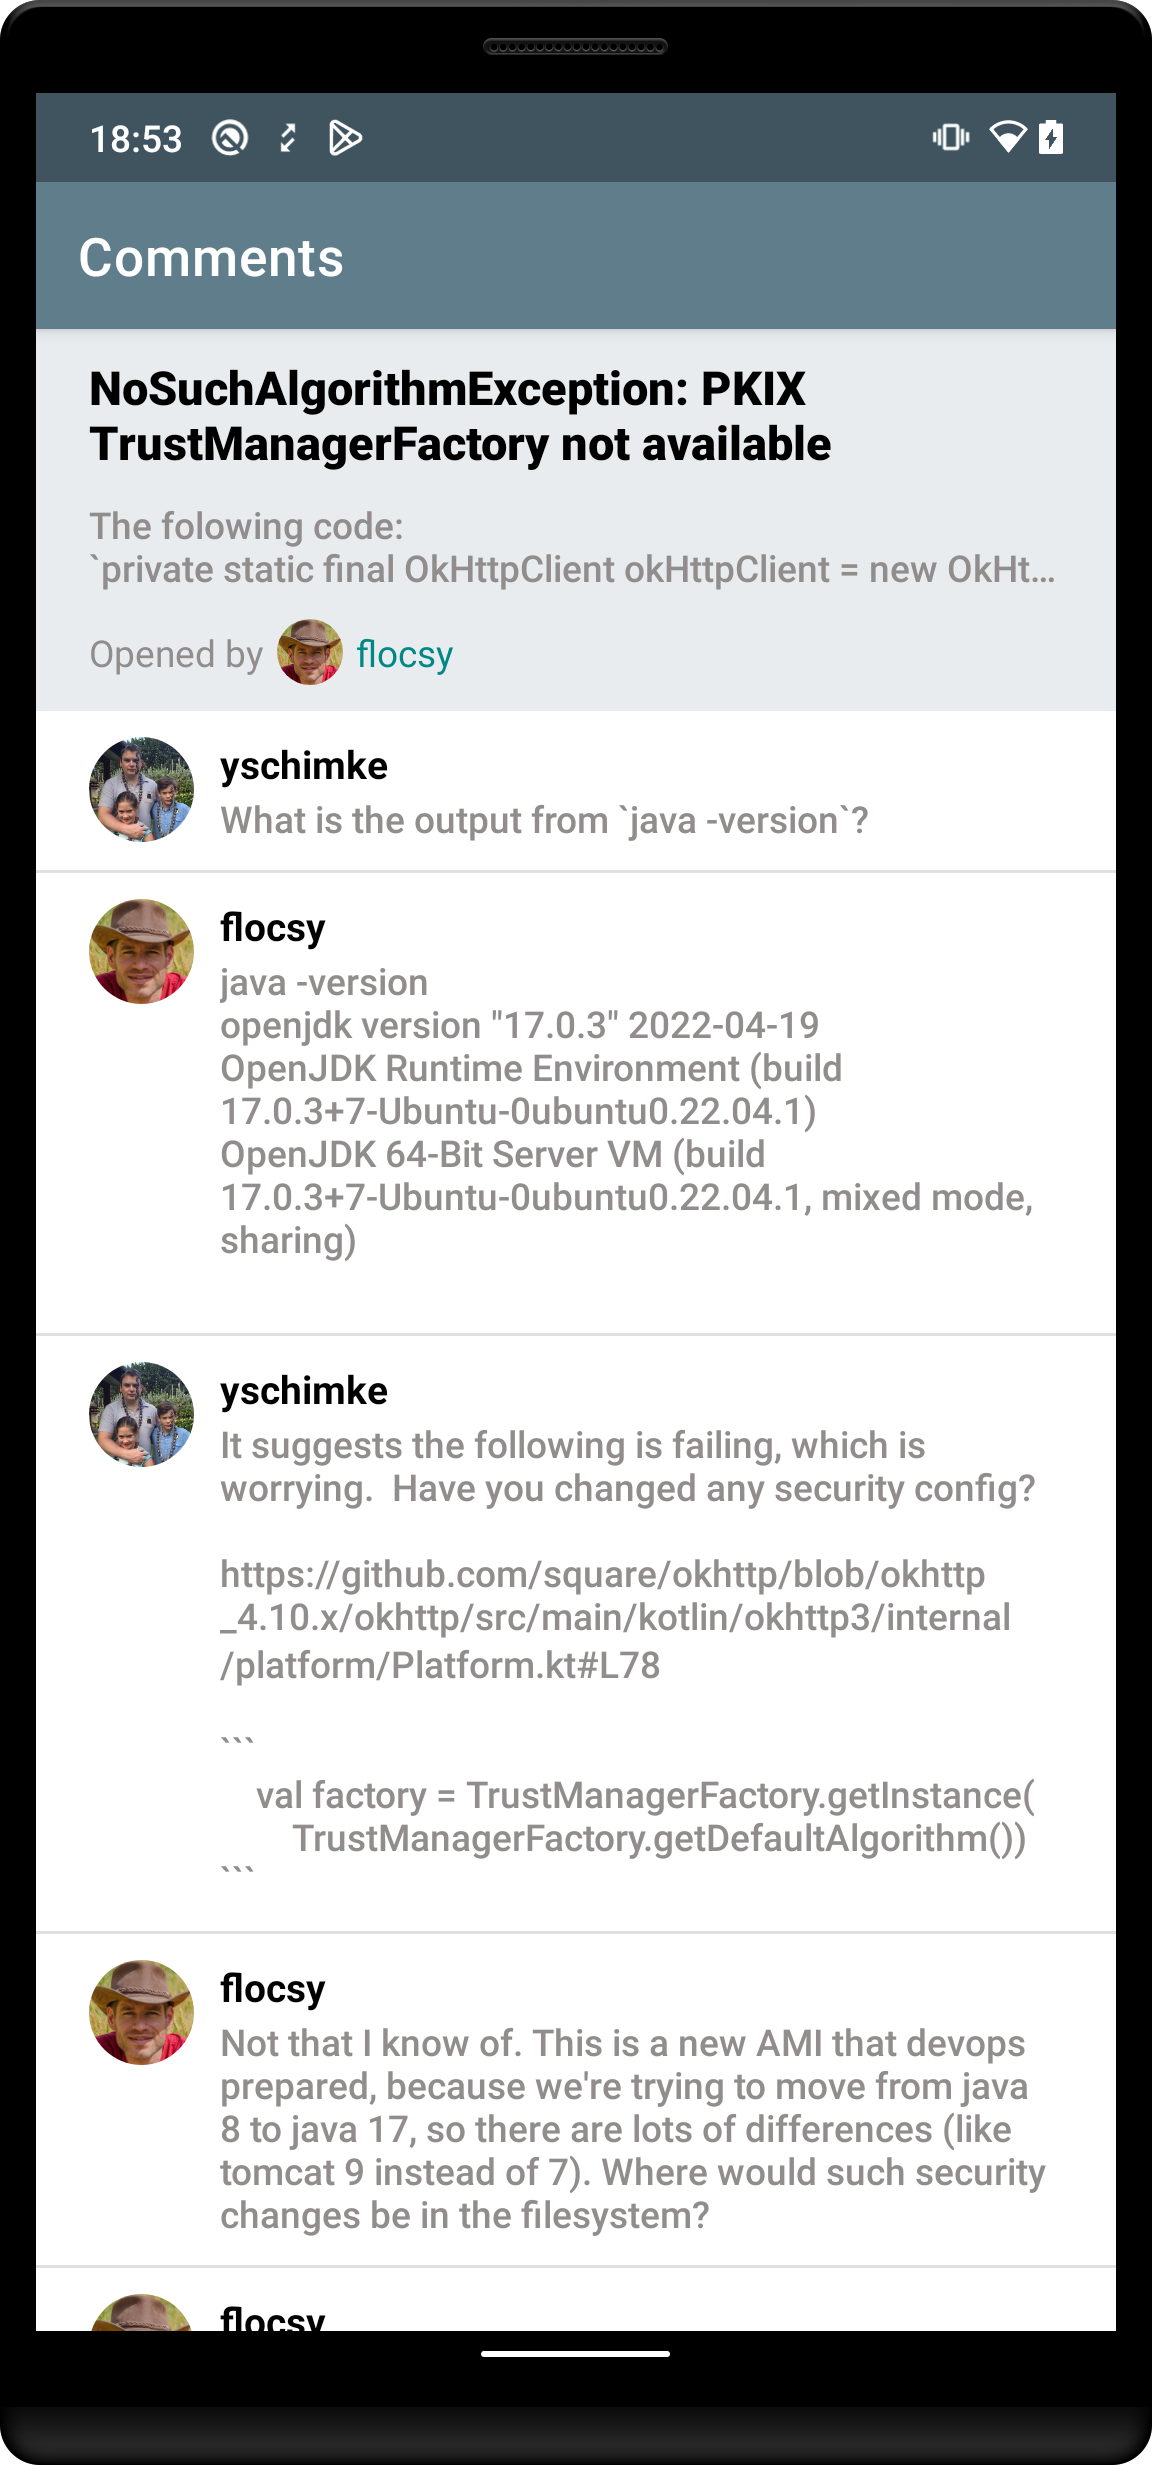 18:53
Comments
NoSuchAlgorithmException: PKIX
TrustManagerFactory not available
The folowing code:
`private static final OkHttpClient okHttpClient = new OkHt…
Opened by flocsy
yschimke
What is the output from `java -version`?
flocsy
java -version
openjdk version "17.0.3" 2022-04-19
OpenJDK Runtime Environment (build
17.0.3+7-Ubuntu-0ubuntu0.22.04.1)
OpenJDK 64-Bit Server VM (build
17.0.3+7-Ubuntu-0ubuntu0.22.04.1, mixed mode,
sharing)
yschimke
It suggests the following is failing, which is
worrying.  Have you changed any security config?
https://github.com/square/okhttp/blob/okhttp
_4.10.x/okhttp/src/main/kotlin/okhttp3/internal
/platform/Platform.kt#L78
```
val factory = TrustManagerFactory.getInstance(
TrustManagerFactory.getDefaultAlgorithm())
```
flocsy
Not that I know of. This is a new AMI that devops
prepared, because we're trying to move from java
8 to java 17, so there are lots of differences (like
tomcat 9 instead of 7). Where would such security
changes be in the filesystem?
flocsy